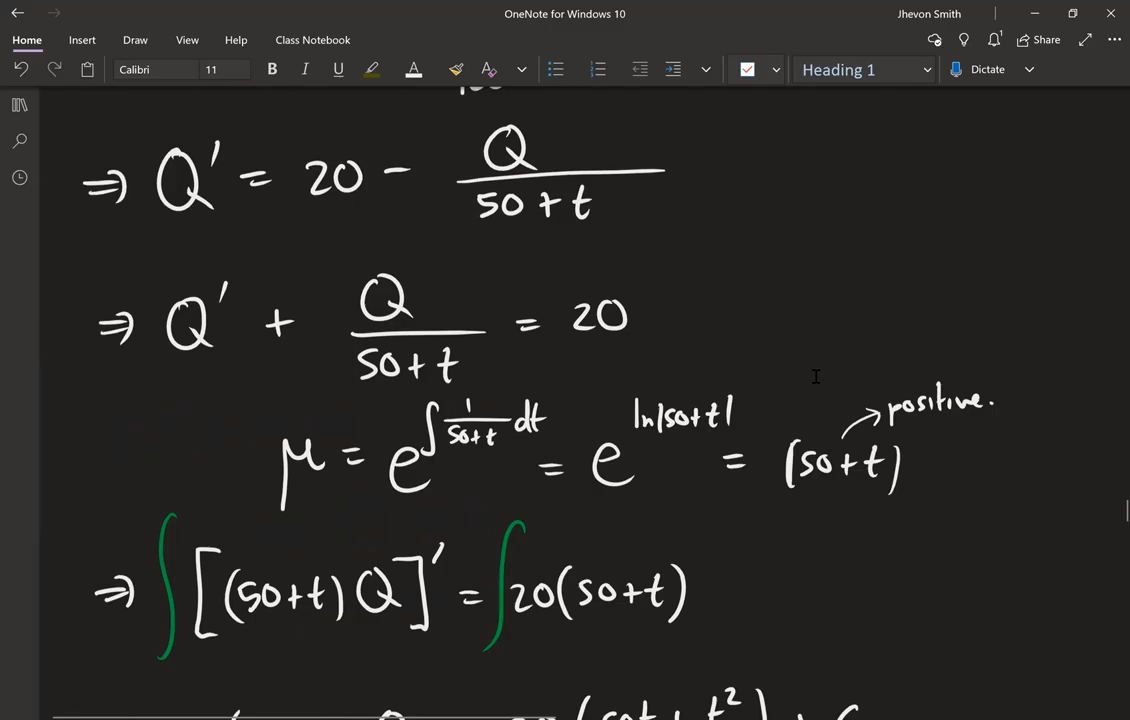 OneNote for Windows 10
Jhevon Smith
Home Insert Draw View Help Class Notebook
Share
Calibri 11 B I U A Heading 1 Dictate
⇒ Q' = 20 - Q/(50+t)
⇒ Q' + Q/(50+t) = 20
μ = e^{∫ 1/(50+t) dt} = e^{ln|50+t|} = (50+t) → positive.
⇒ ∫ [(50+t) Q]' = ∫ 20(50+t)